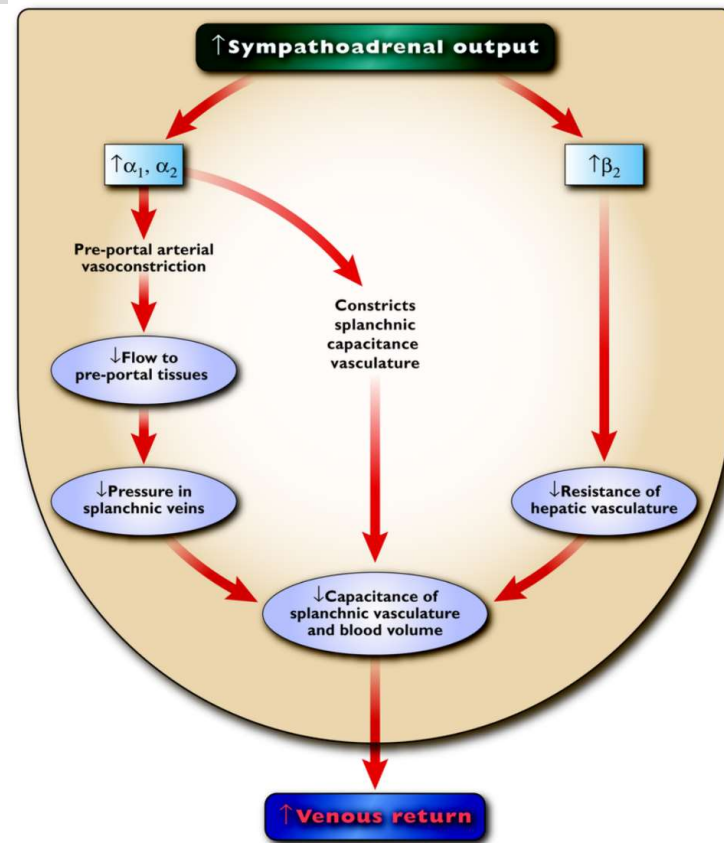 ↑Sympathoadrenal output
↑α₁, α₂
↑β₂
Pre-portal arterial
vasoconstriction
Constricts
splanchnic
capacitance
vasculature
↓Flow to
pre-portal tissues
↓Pressure in
splanchnic veins
↓Resistance of
hepatic vasculature
↓Capacitance of
splanchnic vasculature
and blood volume
↑Venous return